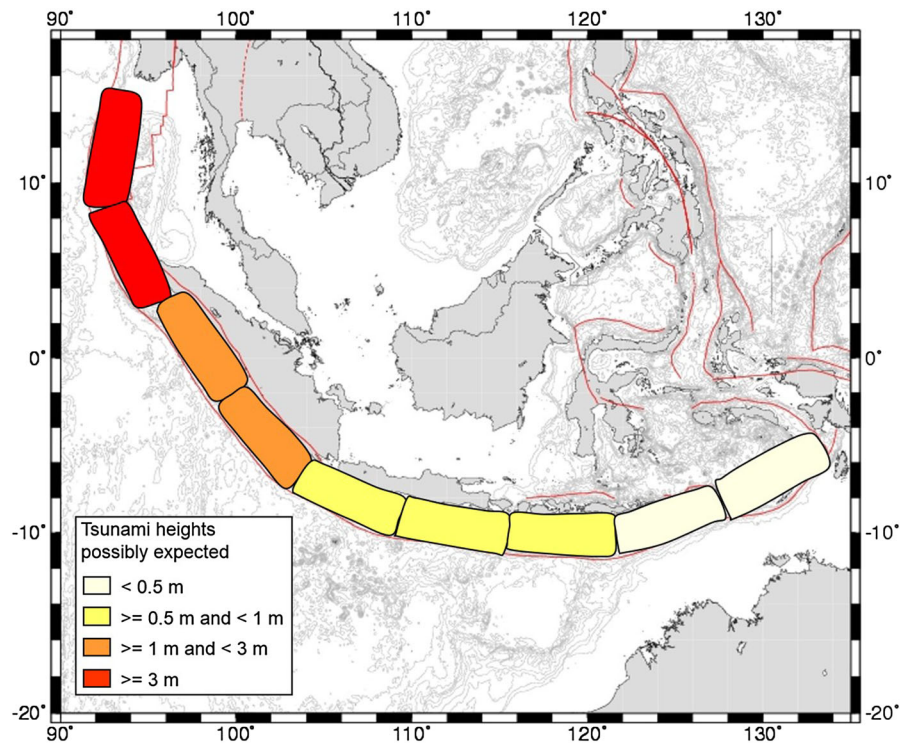 90˚ 100˚ 110˚ 120˚ 130˚
10˚ 10˚
0˚ 0˚
-10˚ -10˚
Tsunami heights
possibly expected
< 0.5 m
>= 0.5 m and < 1 m
>= 1 m and < 3 m
>= 3 m
-20˚ -20˚
90˚ 100˚ 110˚ 120˚ 130˚